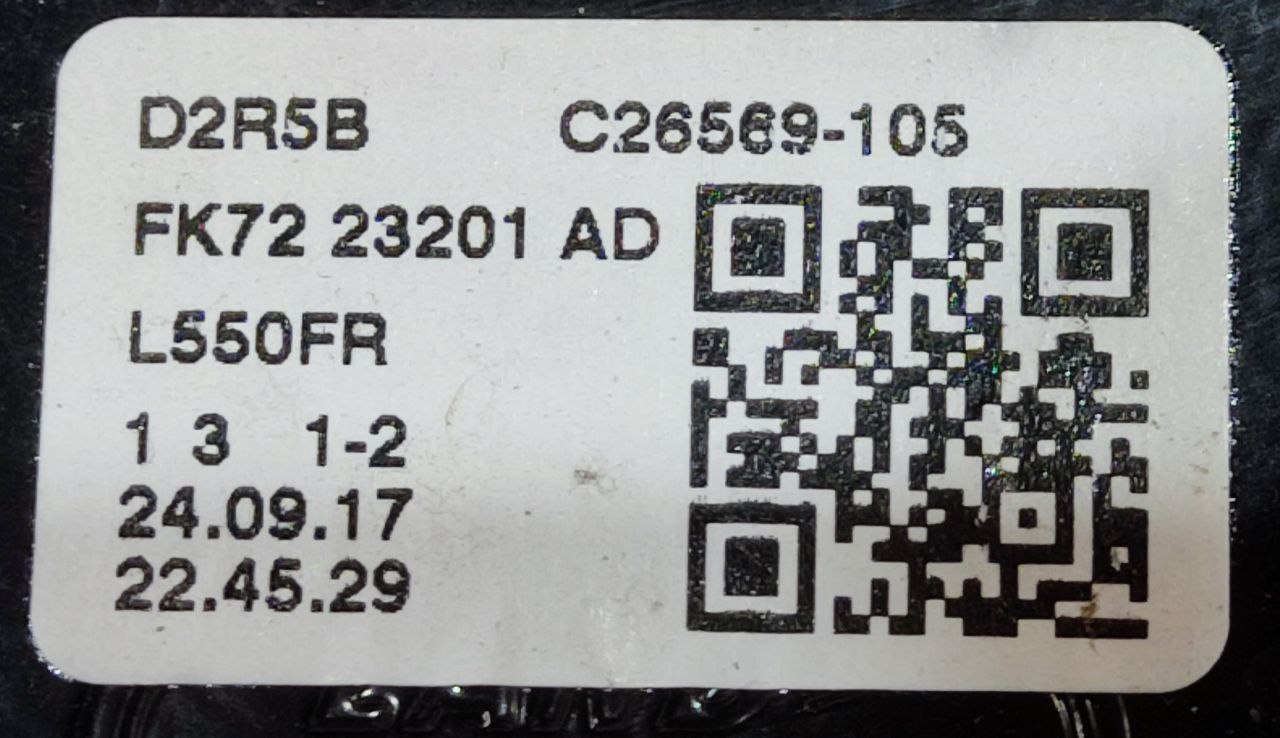 D2R5B C26569-105
FK72 23201 AD
L550FR
1 3 1-2
24.09.17
22.45.29